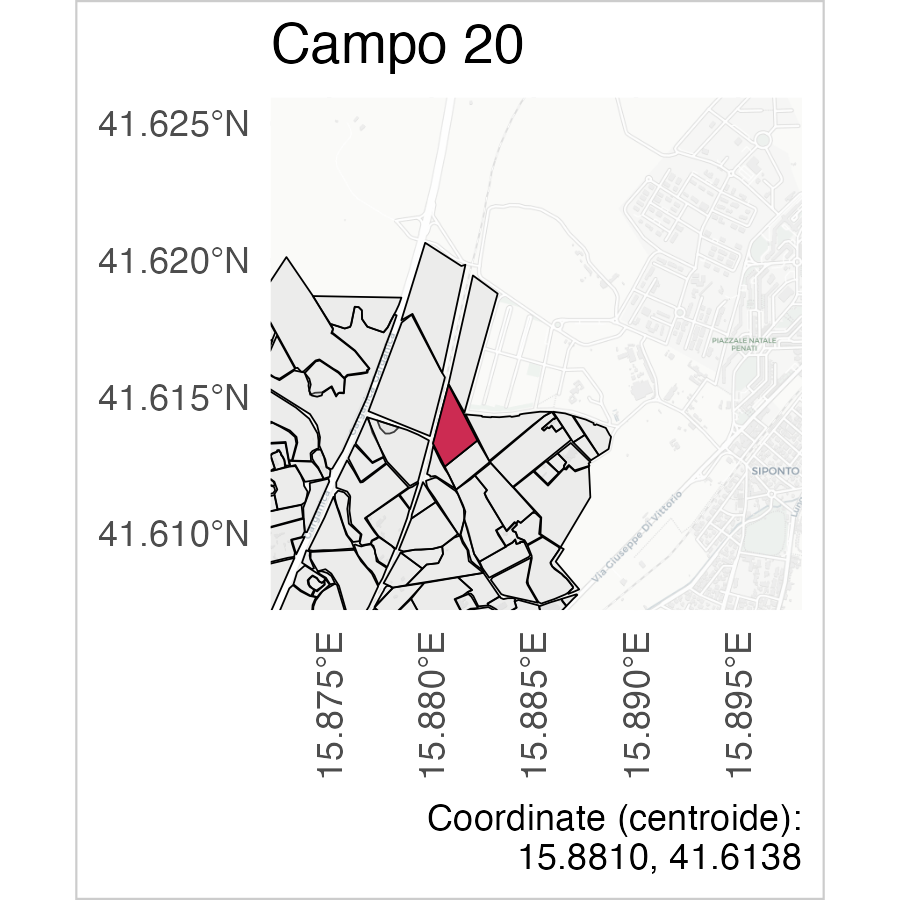 Campo 20
41.625°N
41.620°N
41.615°N
41.610°N
PIAZZALE NATALE
PENATI
SIPONTO
Via Giuseppe Di Vittorio
15.875°E
15.880°E
15.885°E
15.890°E
15.895°E
Coordinate (centroide):
15.8810, 41.6138